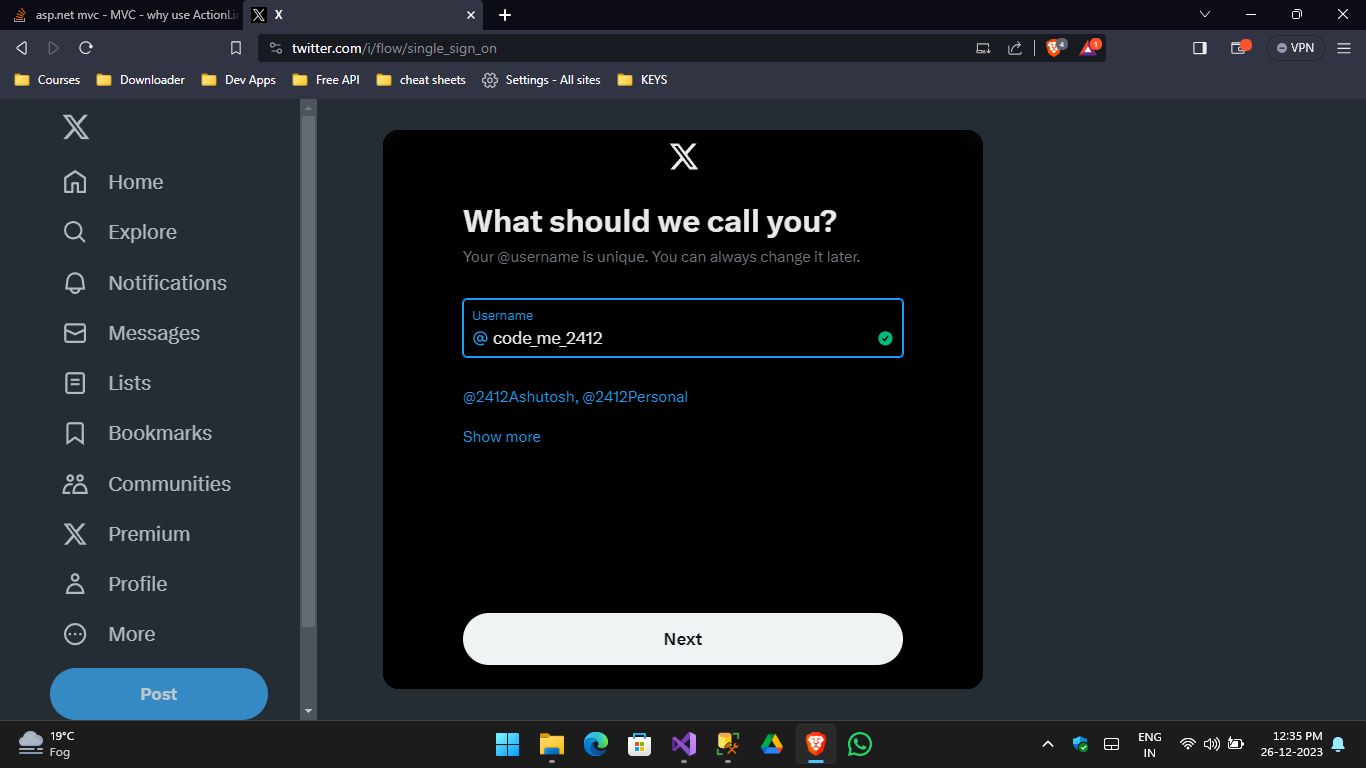 asp.net mvc - MVC - why use ActionLin
X
twitter.com/i/flow/single_sign_on
4
1
VPN
Courses
Downloader
Dev Apps
Free API
cheat sheets
Settings - All sites
KEYS
Home
Explore
Notifications
Messages
Lists
Bookmarks
Communities
Premium
Profile
More
Post
What should we call you?
Your @username is unique. You can always change it later.
Username
@ code_me_2412
@2412Ashutosh, @2412Personal
Show more
Next
19°C
Fog
ENG
IN
12:35 PM
26-12-2023